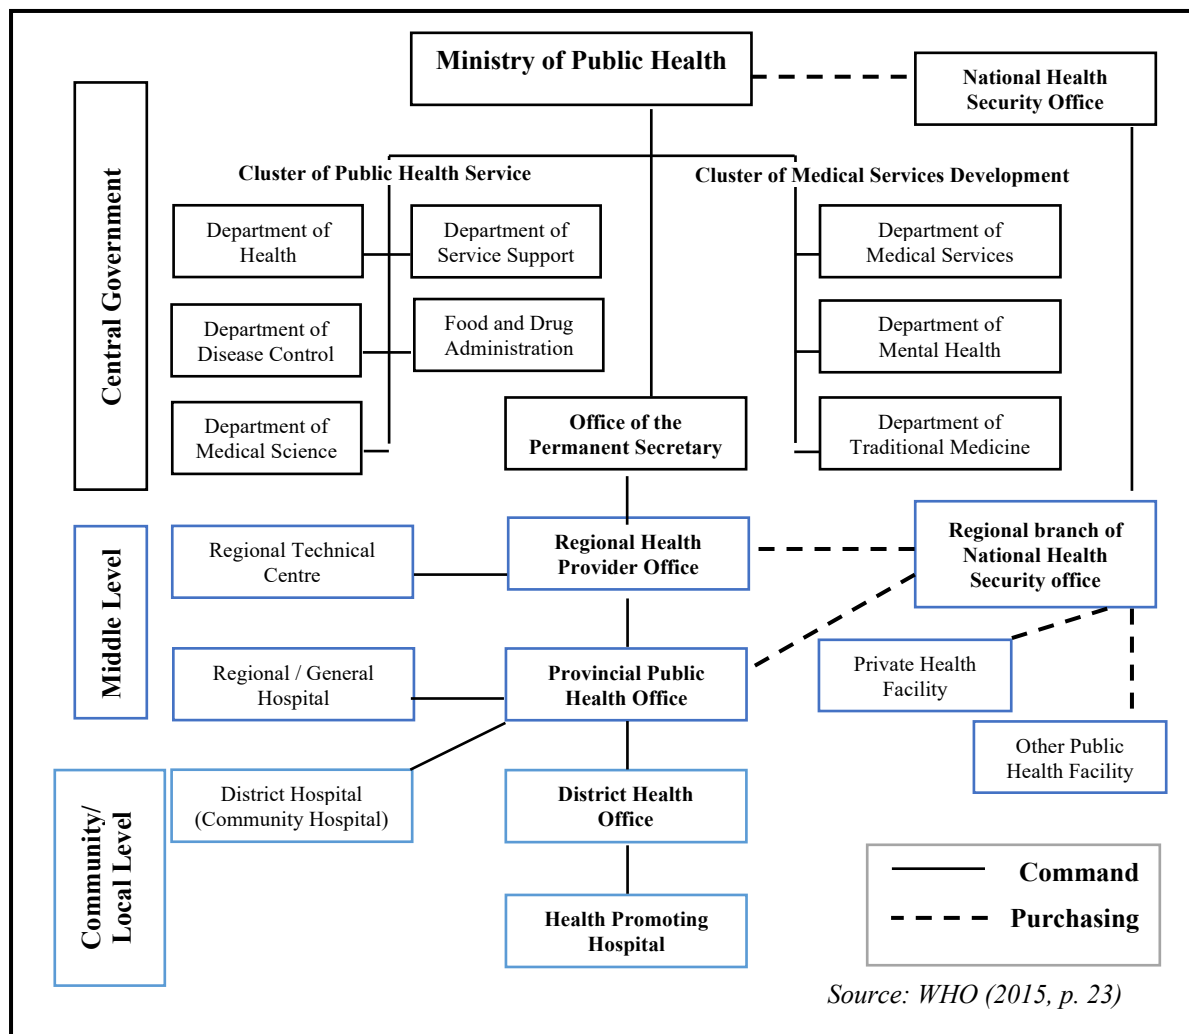 Ministry of Public Health
National Health
Security Office
Central Government
Cluster of Public Health Service
Cluster of Medical Services Development
Department of
Health
Department of
Service Support
Department of
Medical Services
Department of
Disease Control
Food and Drug
Administration
Department of
Mental Health
Department of
Medical Science
Office of the
Permanent Secretary
Department of
Traditional Medicine
Middle Level
Regional Technical
Centre
Regional Health
Provider Office
Regional branch of
National Health
Security office
Regional / General
Hospital
Provincial Public
Health Office
Private Health
Facility
Other Public
Health Facility
Community/
Local Level
District Hospital
(Community Hospital)
District Health
Office
Health Promoting
Hospital
Command
Purchasing
Source: WHO (2015, p. 23)